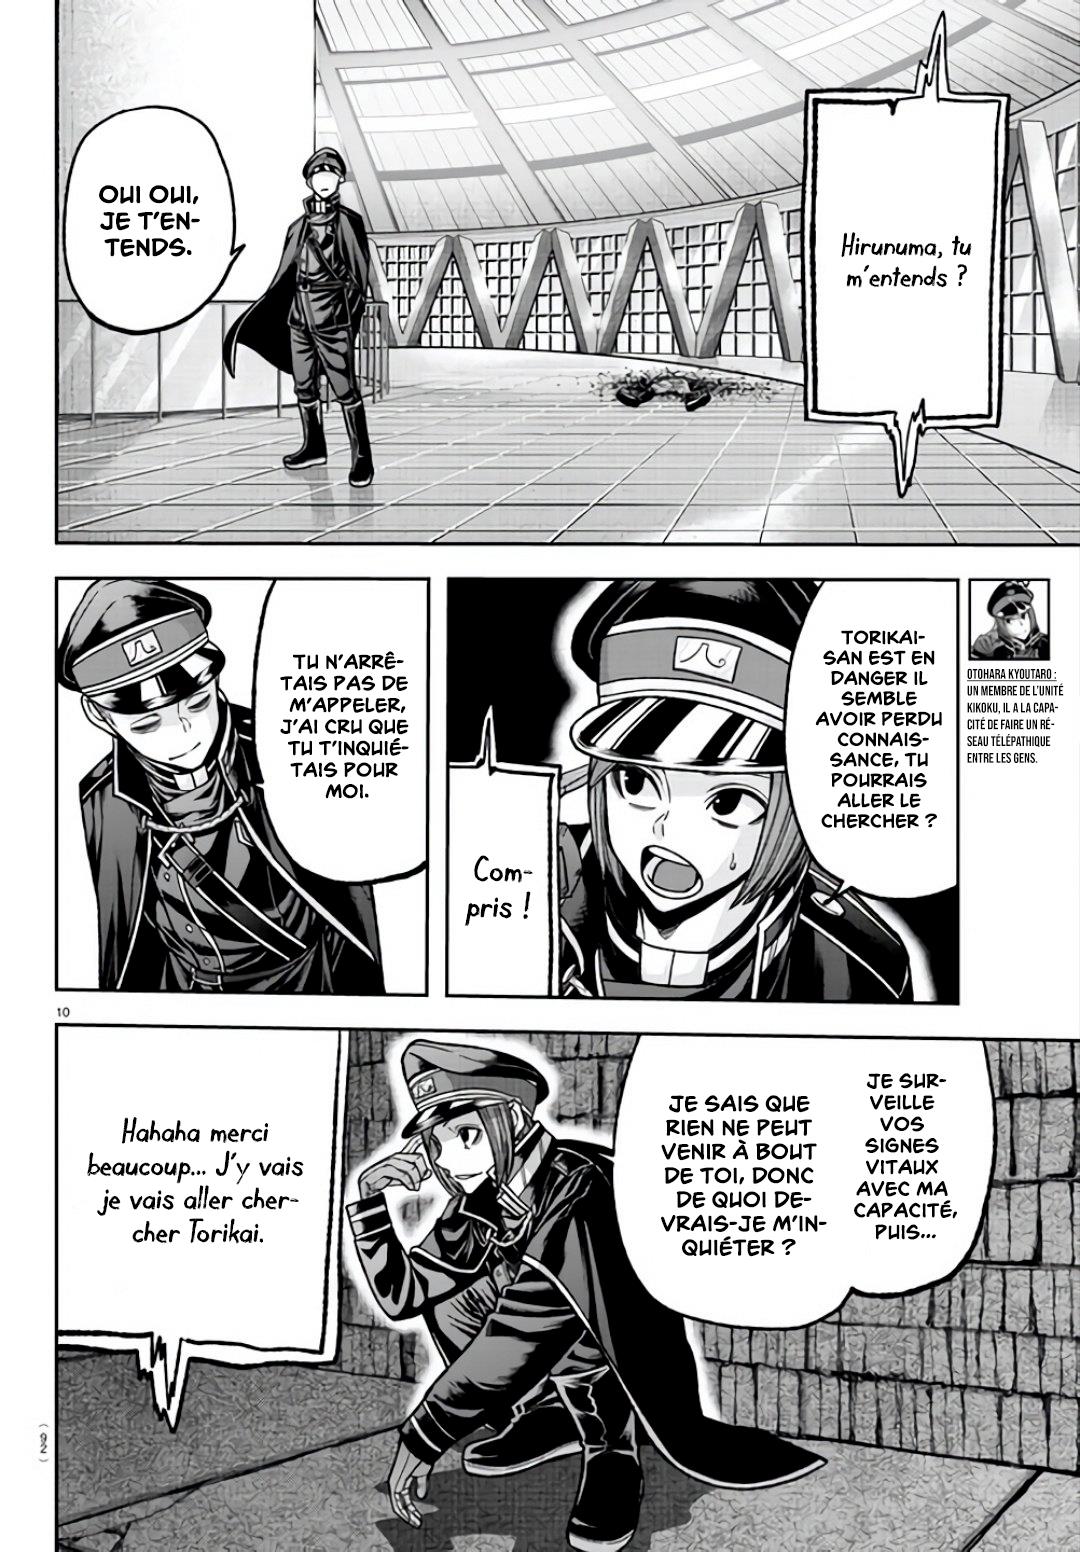 Hirunuma, tu
m'entends ?
OUI OUI,
JE T'EN-
TENDS.
OTOHARA KYOUTARO :
UN MEMBRE DE L'UNITÉ
KIKOKU, IL A LA CAPA-
CITÉ DE FAIRE UN RÉ-
SEAU TÉLÉPATHIQUE
ENTRE LES GENS.
TORIKAI-
SAN EST EN
DANGER IL
SEMBLE
AVOIR PERDU
CONNAIS-
SANCE, TU
POURRAIS
ALLER LE
CHERCHER ?
Com-
pris !
TU N'ARRÊ-
TAIS PAS DE
M'APPELER,
J'AI CRU QUE
TU T'INQUIÉ-
TAIS POUR
MOI.
八
八
10
JE SUR-
VEILLE
VOS
SIGNES
VITAUX
AVEC MA
CAPACITÉ,
PUIS...
JE SAIS QUE
RIEN NE PEUT
VENIR À BOUT
DE TOI, DONC
DE QUOI DE-
VRAIS-JE M'IN-
QUIÉTER ?
八
Hahaha merci
beaucoup... J'y vais
je vais aller cher-
cher Torikai.
(92)